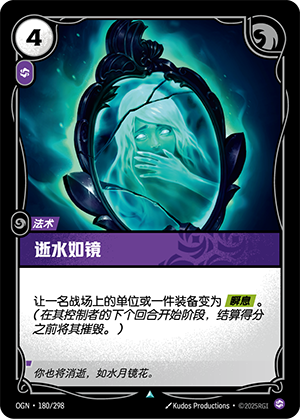 4
法术
逝水如镜
让一名战场上的单位或一件装备变为 瞬息 。
（在其控制者的下个回合开始阶段，结算得分
之前将其摧毁。）
你也将消逝，如水月镜花。
OGN • 180/298
Kudos Productions • ©2025RGI